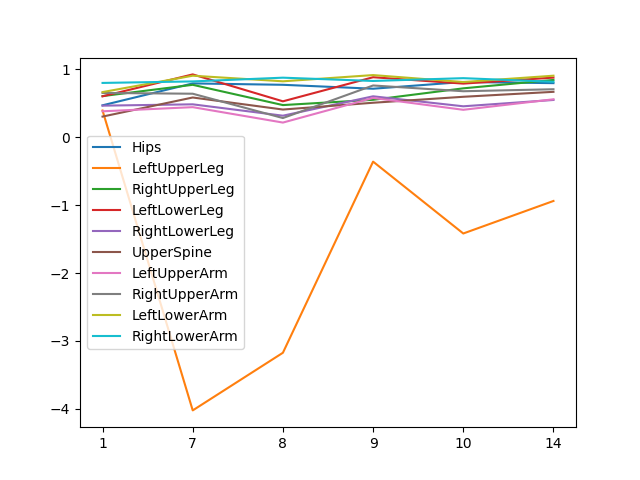 1
0
−1
−2
−3
−4
Hips
LeftUpperLeg
RightUpperLeg
LeftLowerLeg
RightLowerLeg
UpperSpine
LeftUpperArm
RightUpperArm
LeftLowerArm
RightLowerArm
1 7 8 9 10 14